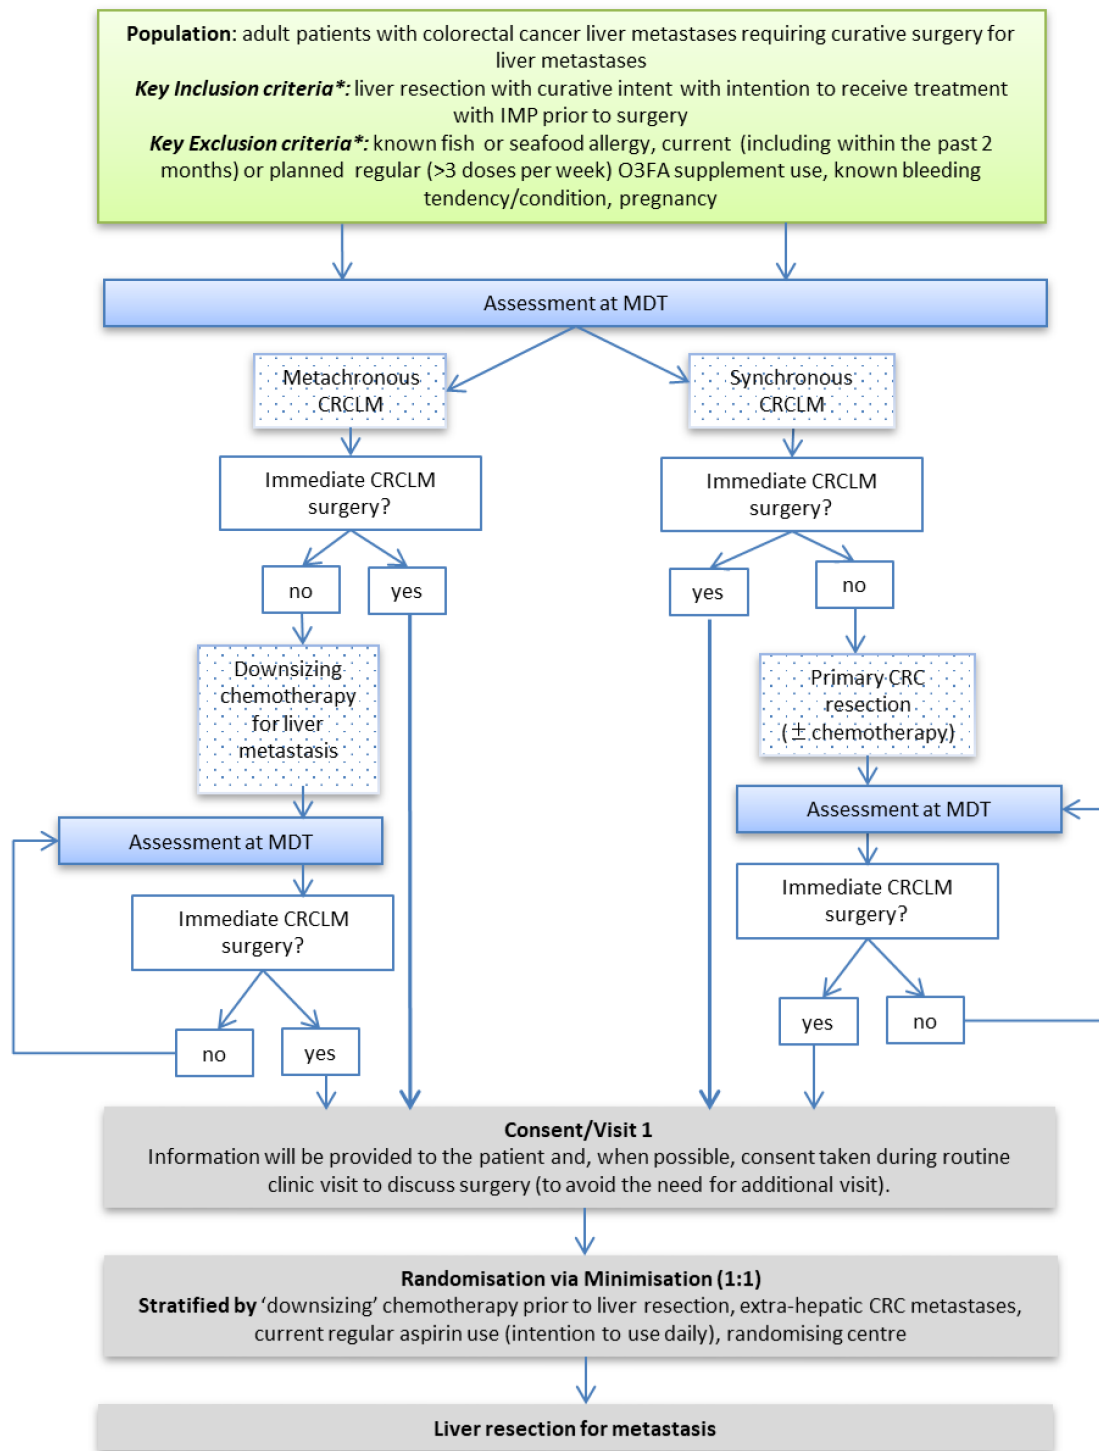 Population: adult patients with colorectal cancer liver metastases requiring curative surgery for
liver metastases
Key Inclusion criteria*: liver resection with curative intent with intention to receive treatment
with IMP prior to surgery
Key Exclusion criteria*: known fish or seafood allergy, current (including within the past 2
months) or planned regular (>3 doses per week) O3FA supplement use, known bleeding
tendency/condition, pregnancy
Assessment at MDT
Metachronous
CRCLM
Synchronous
CRCLM
Immediate CRCLM
surgery?
Immediate CRCLM
surgery?
no
yes
yes
no
Downsizing
chemotherapy
for liver
metastasis
Primary CRC
resection
(± chemotherapy)
Assessment at MDT
Assessment at MDT
Immediate CRCLM
surgery?
Immediate CRCLM
surgery?
no
yes
yes
no
Consent/Visit 1
Information will be provided to the patient and, when possible, consent taken during routine
clinic visit to discuss surgery (to avoid the need for additional visit).
Randomisation via Minimisation (1:1)
Stratified by ‘downsizing’ chemotherapy prior to liver resection, extra-hepatic CRC metastases,
current regular aspirin use (intention to use daily), randomising centre
Liver resection for metastasis